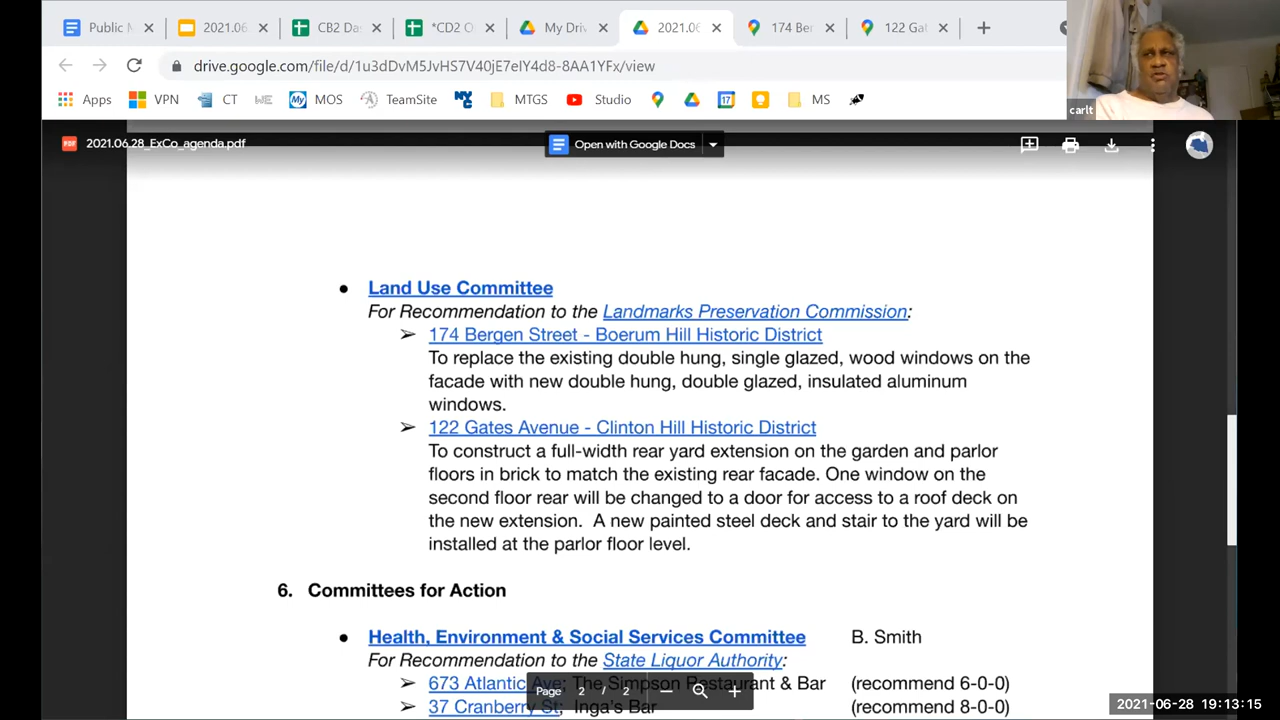 Public M
2021.06
CB2 Da
*CD2 O
My Driv
2021.06
174 Ber
122 Gat
drive.google.com/file/d/1u3dDvM5JvHS7V40jE7eIY4d8-8AA1YFx/view
Apps VPN CT WE MOS TeamSite MTGS Studio MS
carlt
PDF 2021.06.28_ExCo_agenda.pdf
Open with Google Docs
● Land Use Committee
For Recommendation to the Landmarks Preservation Commission:
➢ 174 Bergen Street - Boerum Hill Historic District
To replace the existing double hung, single glazed, wood windows on the
facade with new double hung, double glazed, insulated aluminum
windows.
➢ 122 Gates Avenue - Clinton Hill Historic District
To construct a full-width rear yard extension on the garden and parlor
floors in brick to match the existing rear facade. One window on the
second floor rear will be changed to a door for access to a roof deck on
the new extension. A new painted steel deck and stair to the yard will be
installed at the parlor floor level.
6. Committees for Action
● Health, Environment & Social Services Committee B. Smith
For Recommendation to the State Liquor Authority:
➢ 673 Atlantic Ave; The Simpson Restaurant & Bar (recommend 6-0-0)
➢ 37 Cranberry St; Inga's Bar (recommend 8-0-0)
Page 2 / 2
2021-06-28 19:13:15